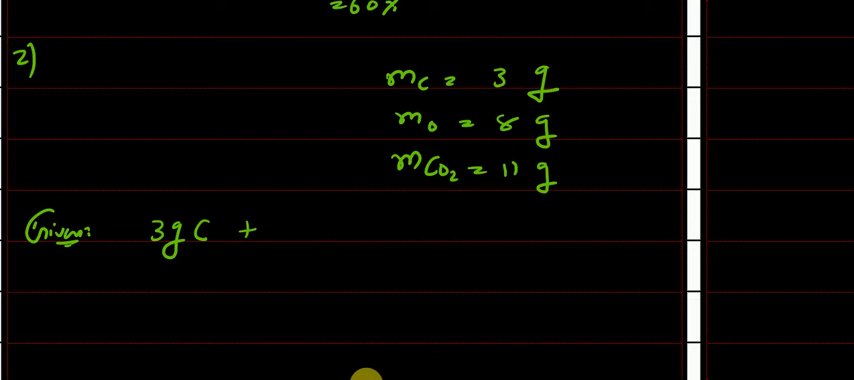 =60%
2)
m_C = 3 g
m_O = 8 g
m_CO₂ = 11 g
Given: 3g C +